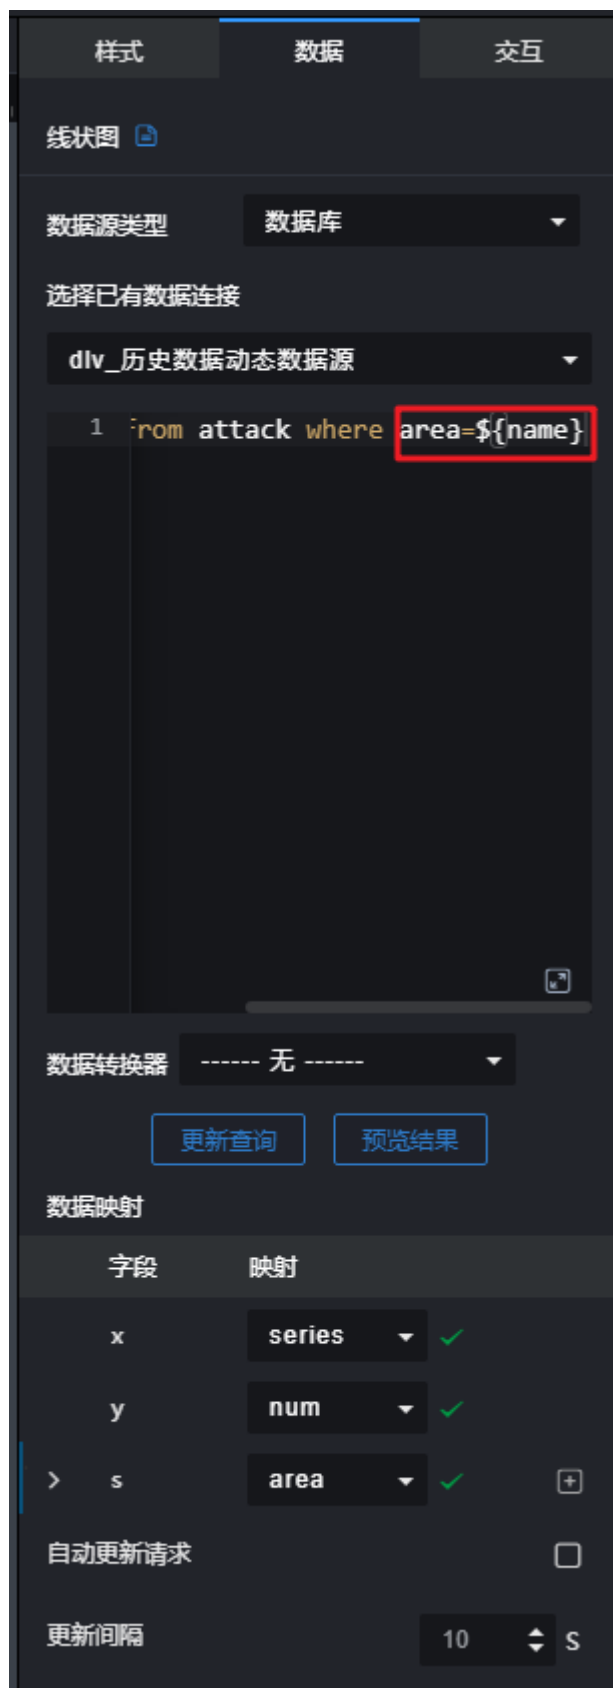 样式 数据 交互
线状图
数据源类型 数据库
选择已有数据连接
dlv_历史数据动态数据源
1 from attack where area=${name}
数据转换器 ------ 无 ------
更新查询 预览结果
数据映射
字段 映射
x series
y num
s area
自动更新请求
更新间隔 10 S